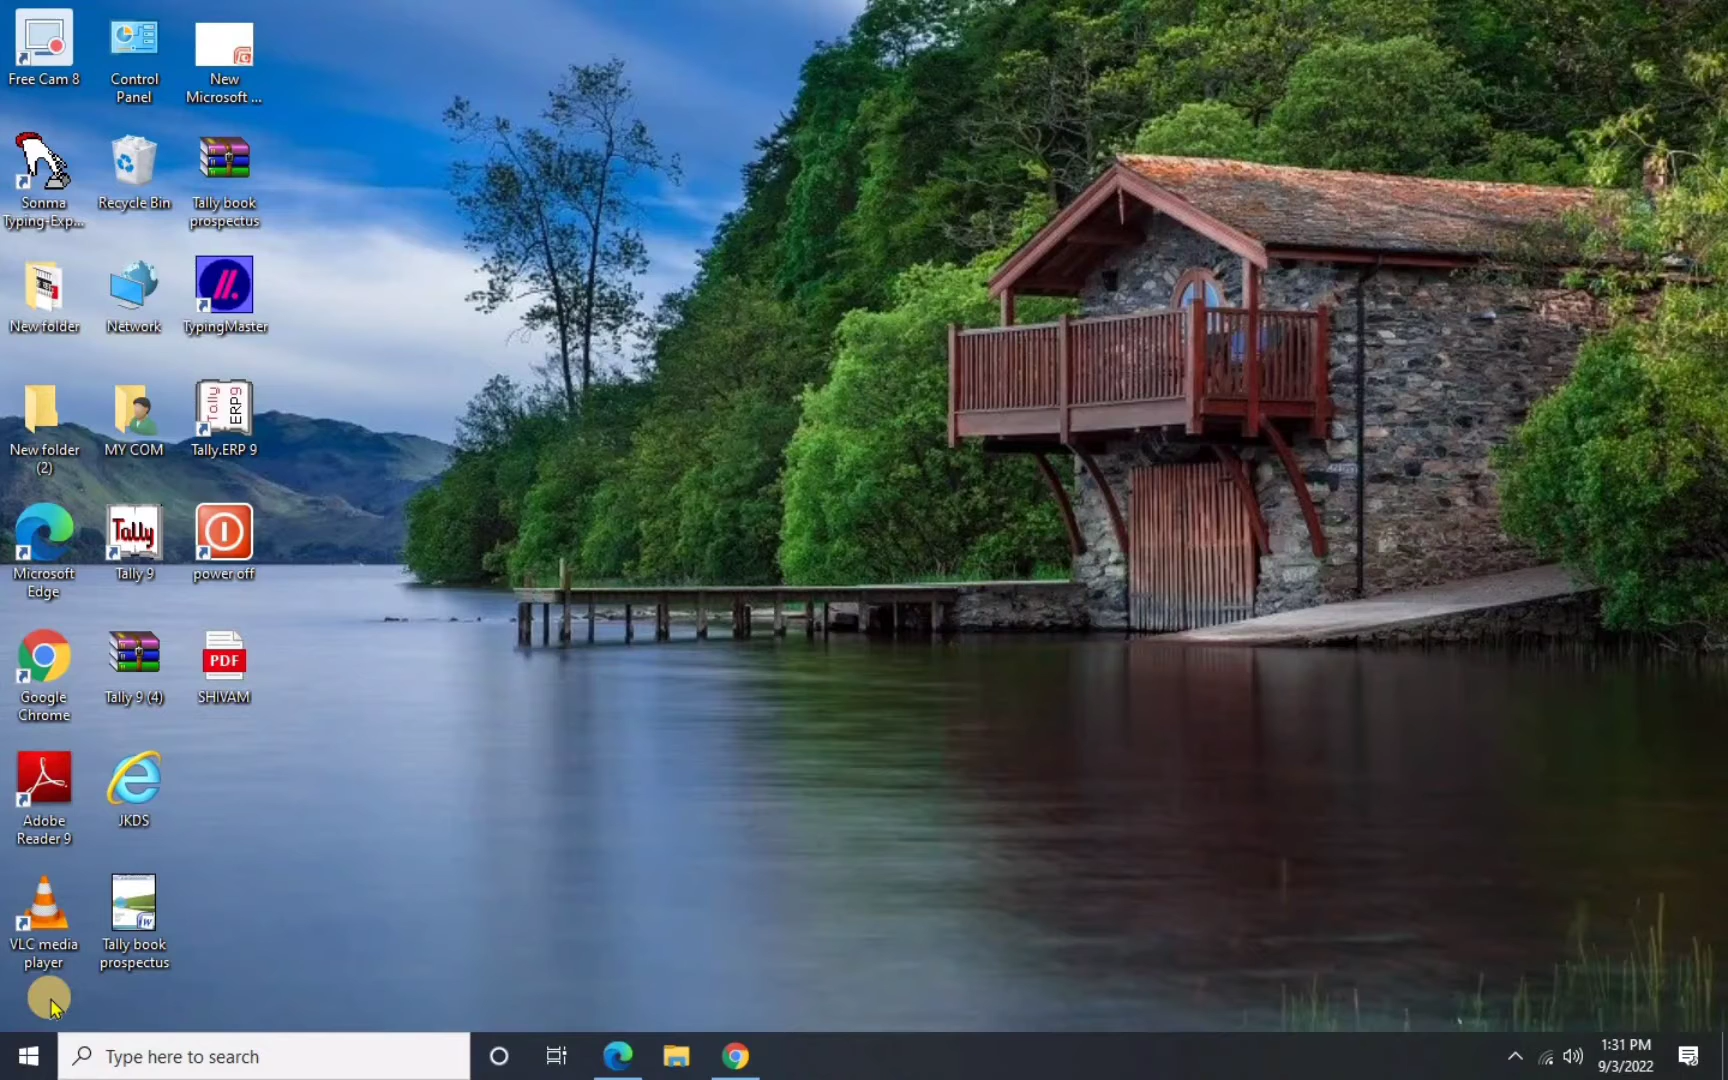 Free Cam 8
Control
Panel
New
Microsoft ...
Sonma
Typing-Exp...
Recycle Bin
Tally book
prospectus
New folder
Network
TypingMaster
New folder
(2)
MY COM
Tally
ERP9
Tally.ERP 9
Microsoft
Edge
Tally
Tally 9
power off
Google
Chrome
Tally 9 (4)
PDF
SHIVAM
Adobe
Reader 9
JKDS
VLC media
player
Tally book
prospectus
Type here to search
1:31 PM
9/3/2022